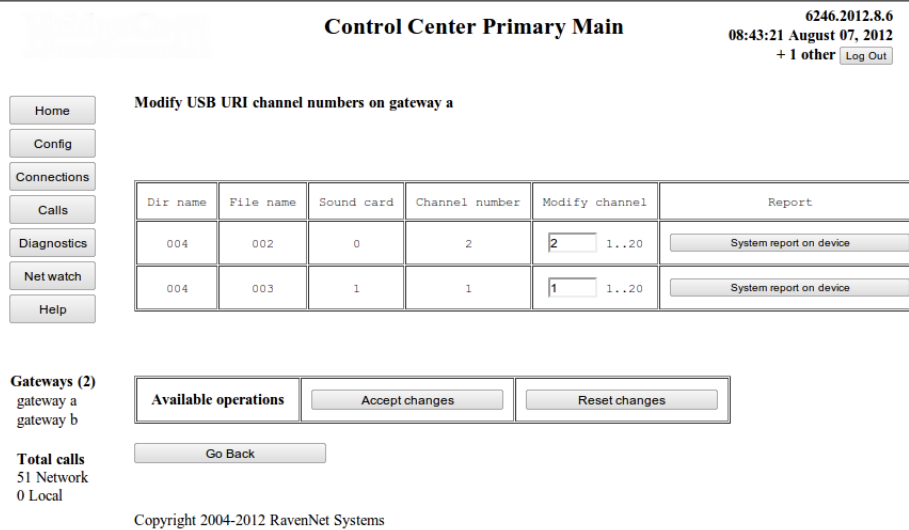 Control Center Primary Main
6246.2012.8.6
08:43:21 August 07, 2012
+ 1 other Log Out
Home
Config
Connections
Calls
Diagnostics
Net watch
Help
Modify USB URI channel numbers on gateway a
Dir name File name Sound card Channel number Modify channel Report
004 002 0 2 2 1..20 System report on device
004 003 1 1 1 1..20 System report on device
Gateways (2)
gateway a
gateway b
Available operations Accept changes Reset changes
Go Back
Total calls
51 Network
0 Local
Copyright 2004-2012 RavenNet Systems